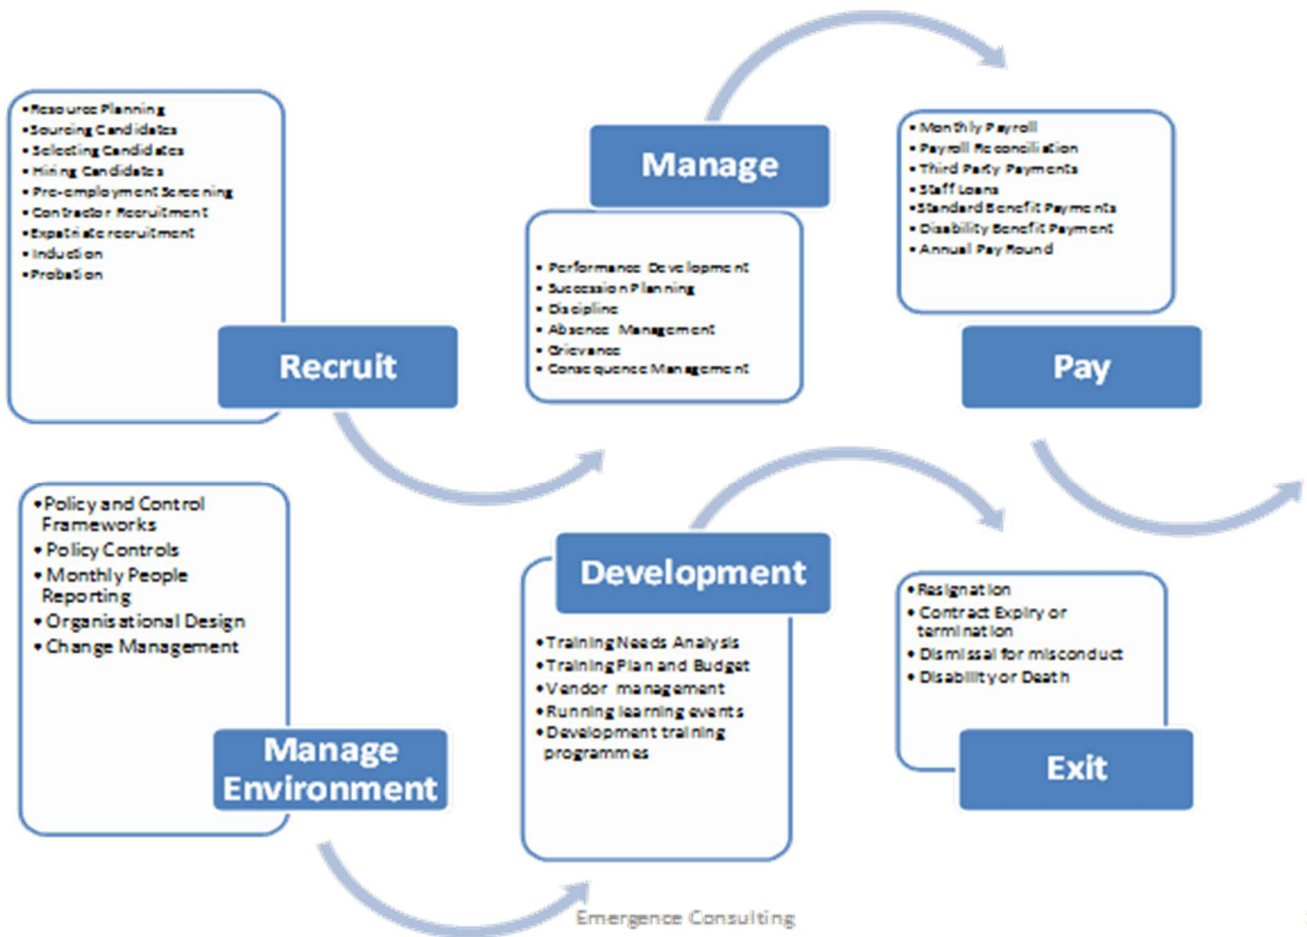 •Resource Planning
•Sourcing Candidates
•Selecting Candidates
•Hiring Candidates
•Pre-employment Screening
•Contractor Recruitment
•Expatriate recruitment
•Induction
•Probation
Recruit
Manage
• Performance Development
• Succession Planning
• Discipline
• Absence Management
• Grievance
• Consequence Management
• Monthly Payroll
• Payroll Reconciliation
• Third Party Payments
• Staff Loans
•Standard Benefit Payments
• Disability Benefit Payment
• Annual Pay Round
Pay
•Policy and Control
Frameworks
• Policy Controls
• Monthly People
Reporting
• Organisational Design
• Change Management
Manage
Environment
Development
•Training Needs Analysis
•Training Plan and Budget
•Vendor management
•Running learning events
•Development training
programmes
•Resignation
• Contract Expiry or
termination
• Dismissal for misconduct
• Disability or Death
Exit
Emergence Consulting